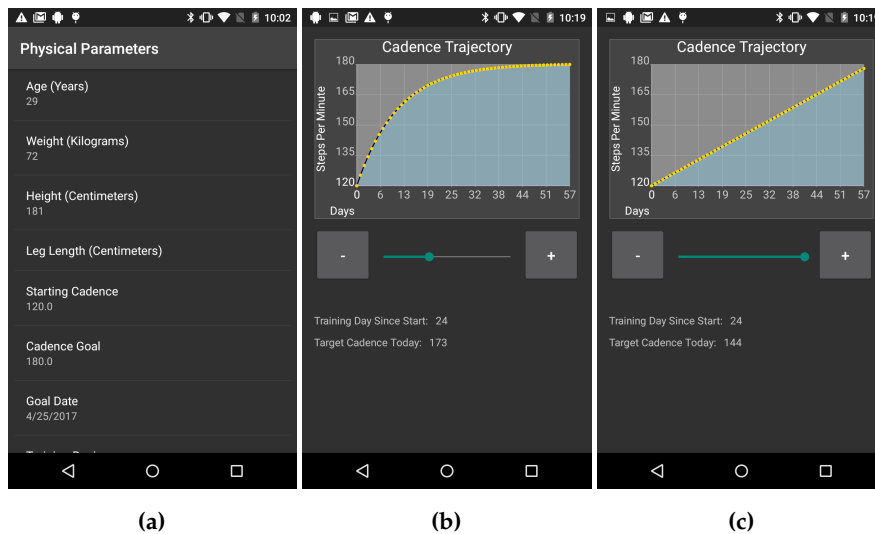 10:02
Physical Parameters
Age (Years)
29
Weight (Kilograms)
72
Height (Centimeters)
181
Leg Length (Centimeters)
Starting Cadence
120.0
Cadence Goal
180.0
Goal Date
4/25/2017
(a)
10:19
Cadence Trajectory
Steps Per Minute
180
165
150
135
120
0 6 13 19 25 32 38 44 51 57
Days
- +
Training Day Since Start: 24
Target Cadence Today: 173
(b)
10:19
Cadence Trajectory
Steps Per Minute
180
165
150
135
120
0 6 13 19 25 32 38 44 51 57
Days
- +
Training Day Since Start: 24
Target Cadence Today: 144
(c)